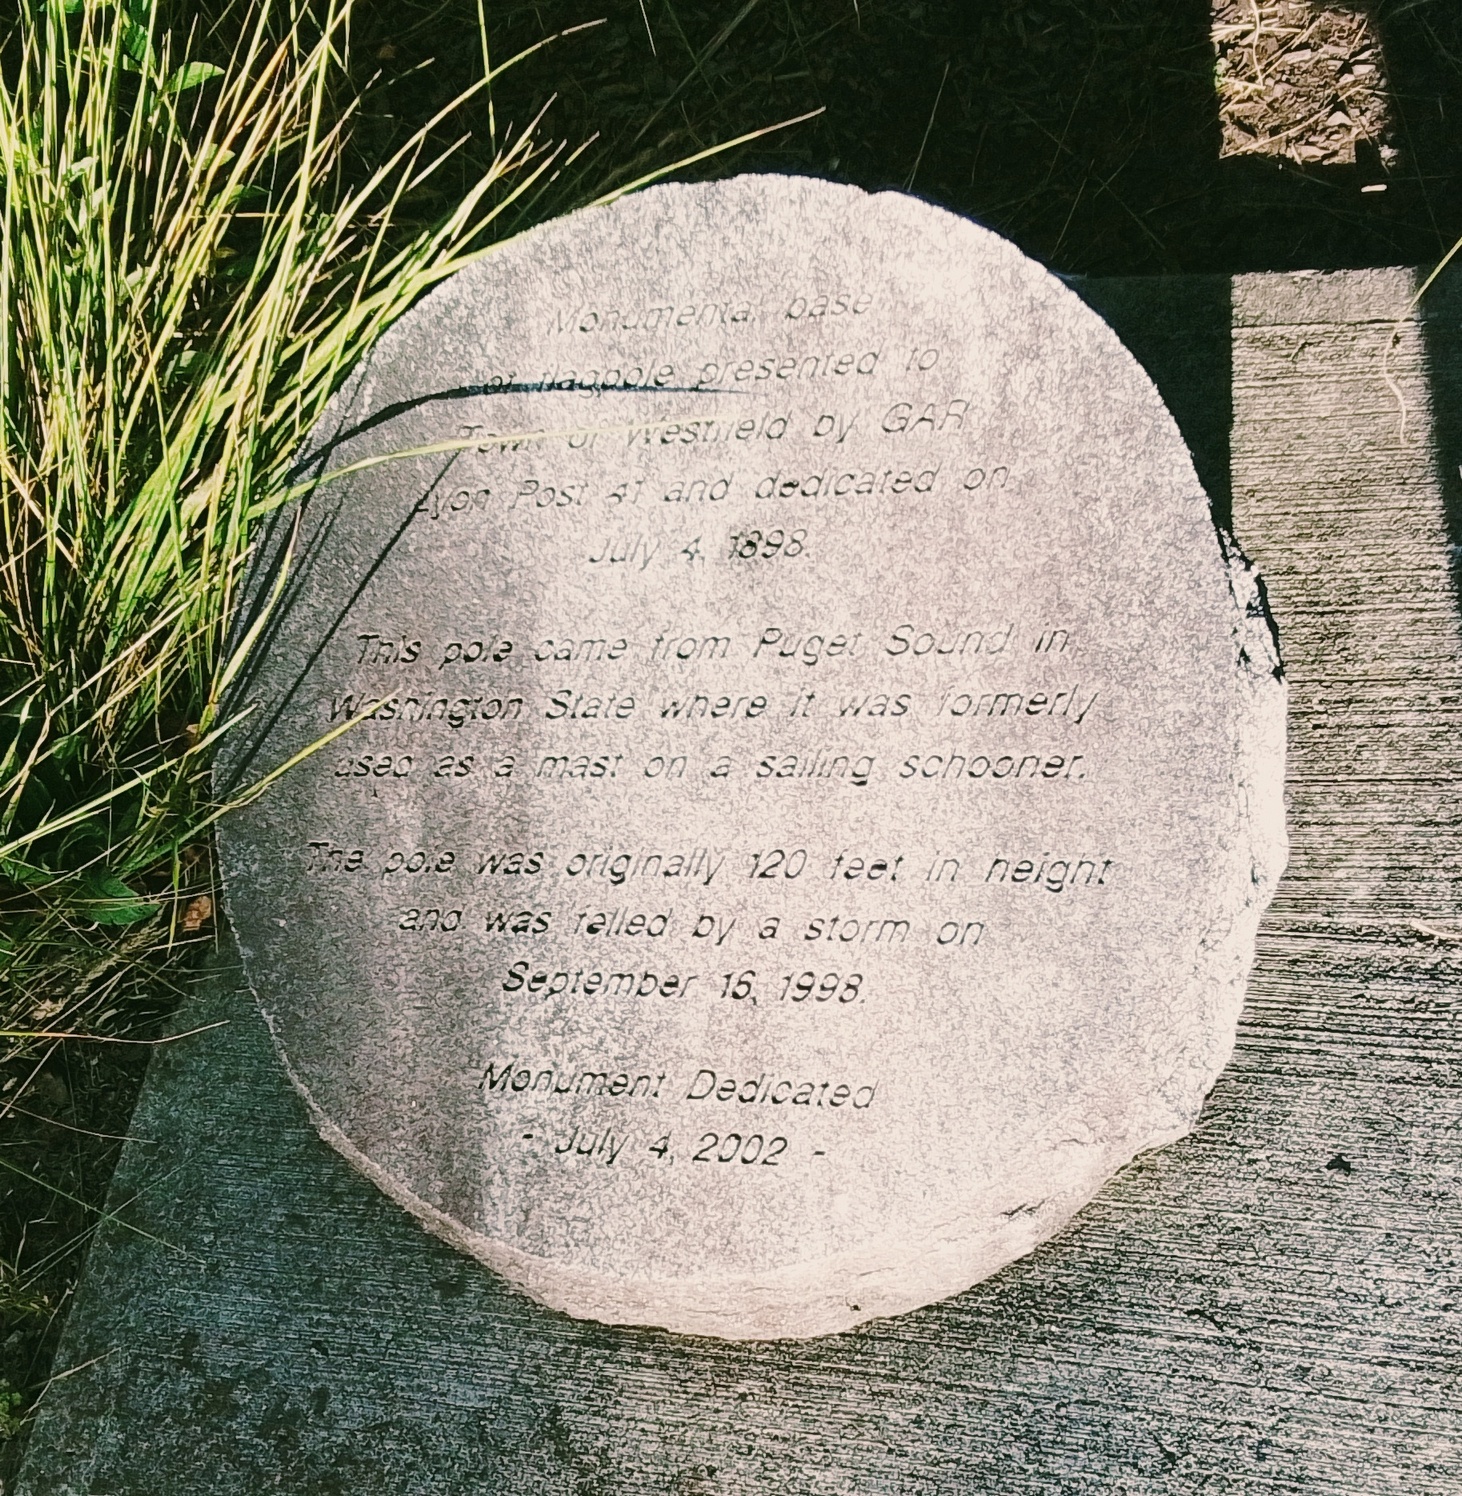 Monumental base
of flagpole presented to
Town of Westfield by GAR
Lyon Post 41 and dedicated on
July 4, 1898.
This pole came from Puget Sound in
Washington State where it was formerly
used as a mast on a sailing schooner.
The pole was originally 120 feet in height
and was felled by a storm on
September 16, 1998.
Monument Dedicated
- July 4, 2002 -